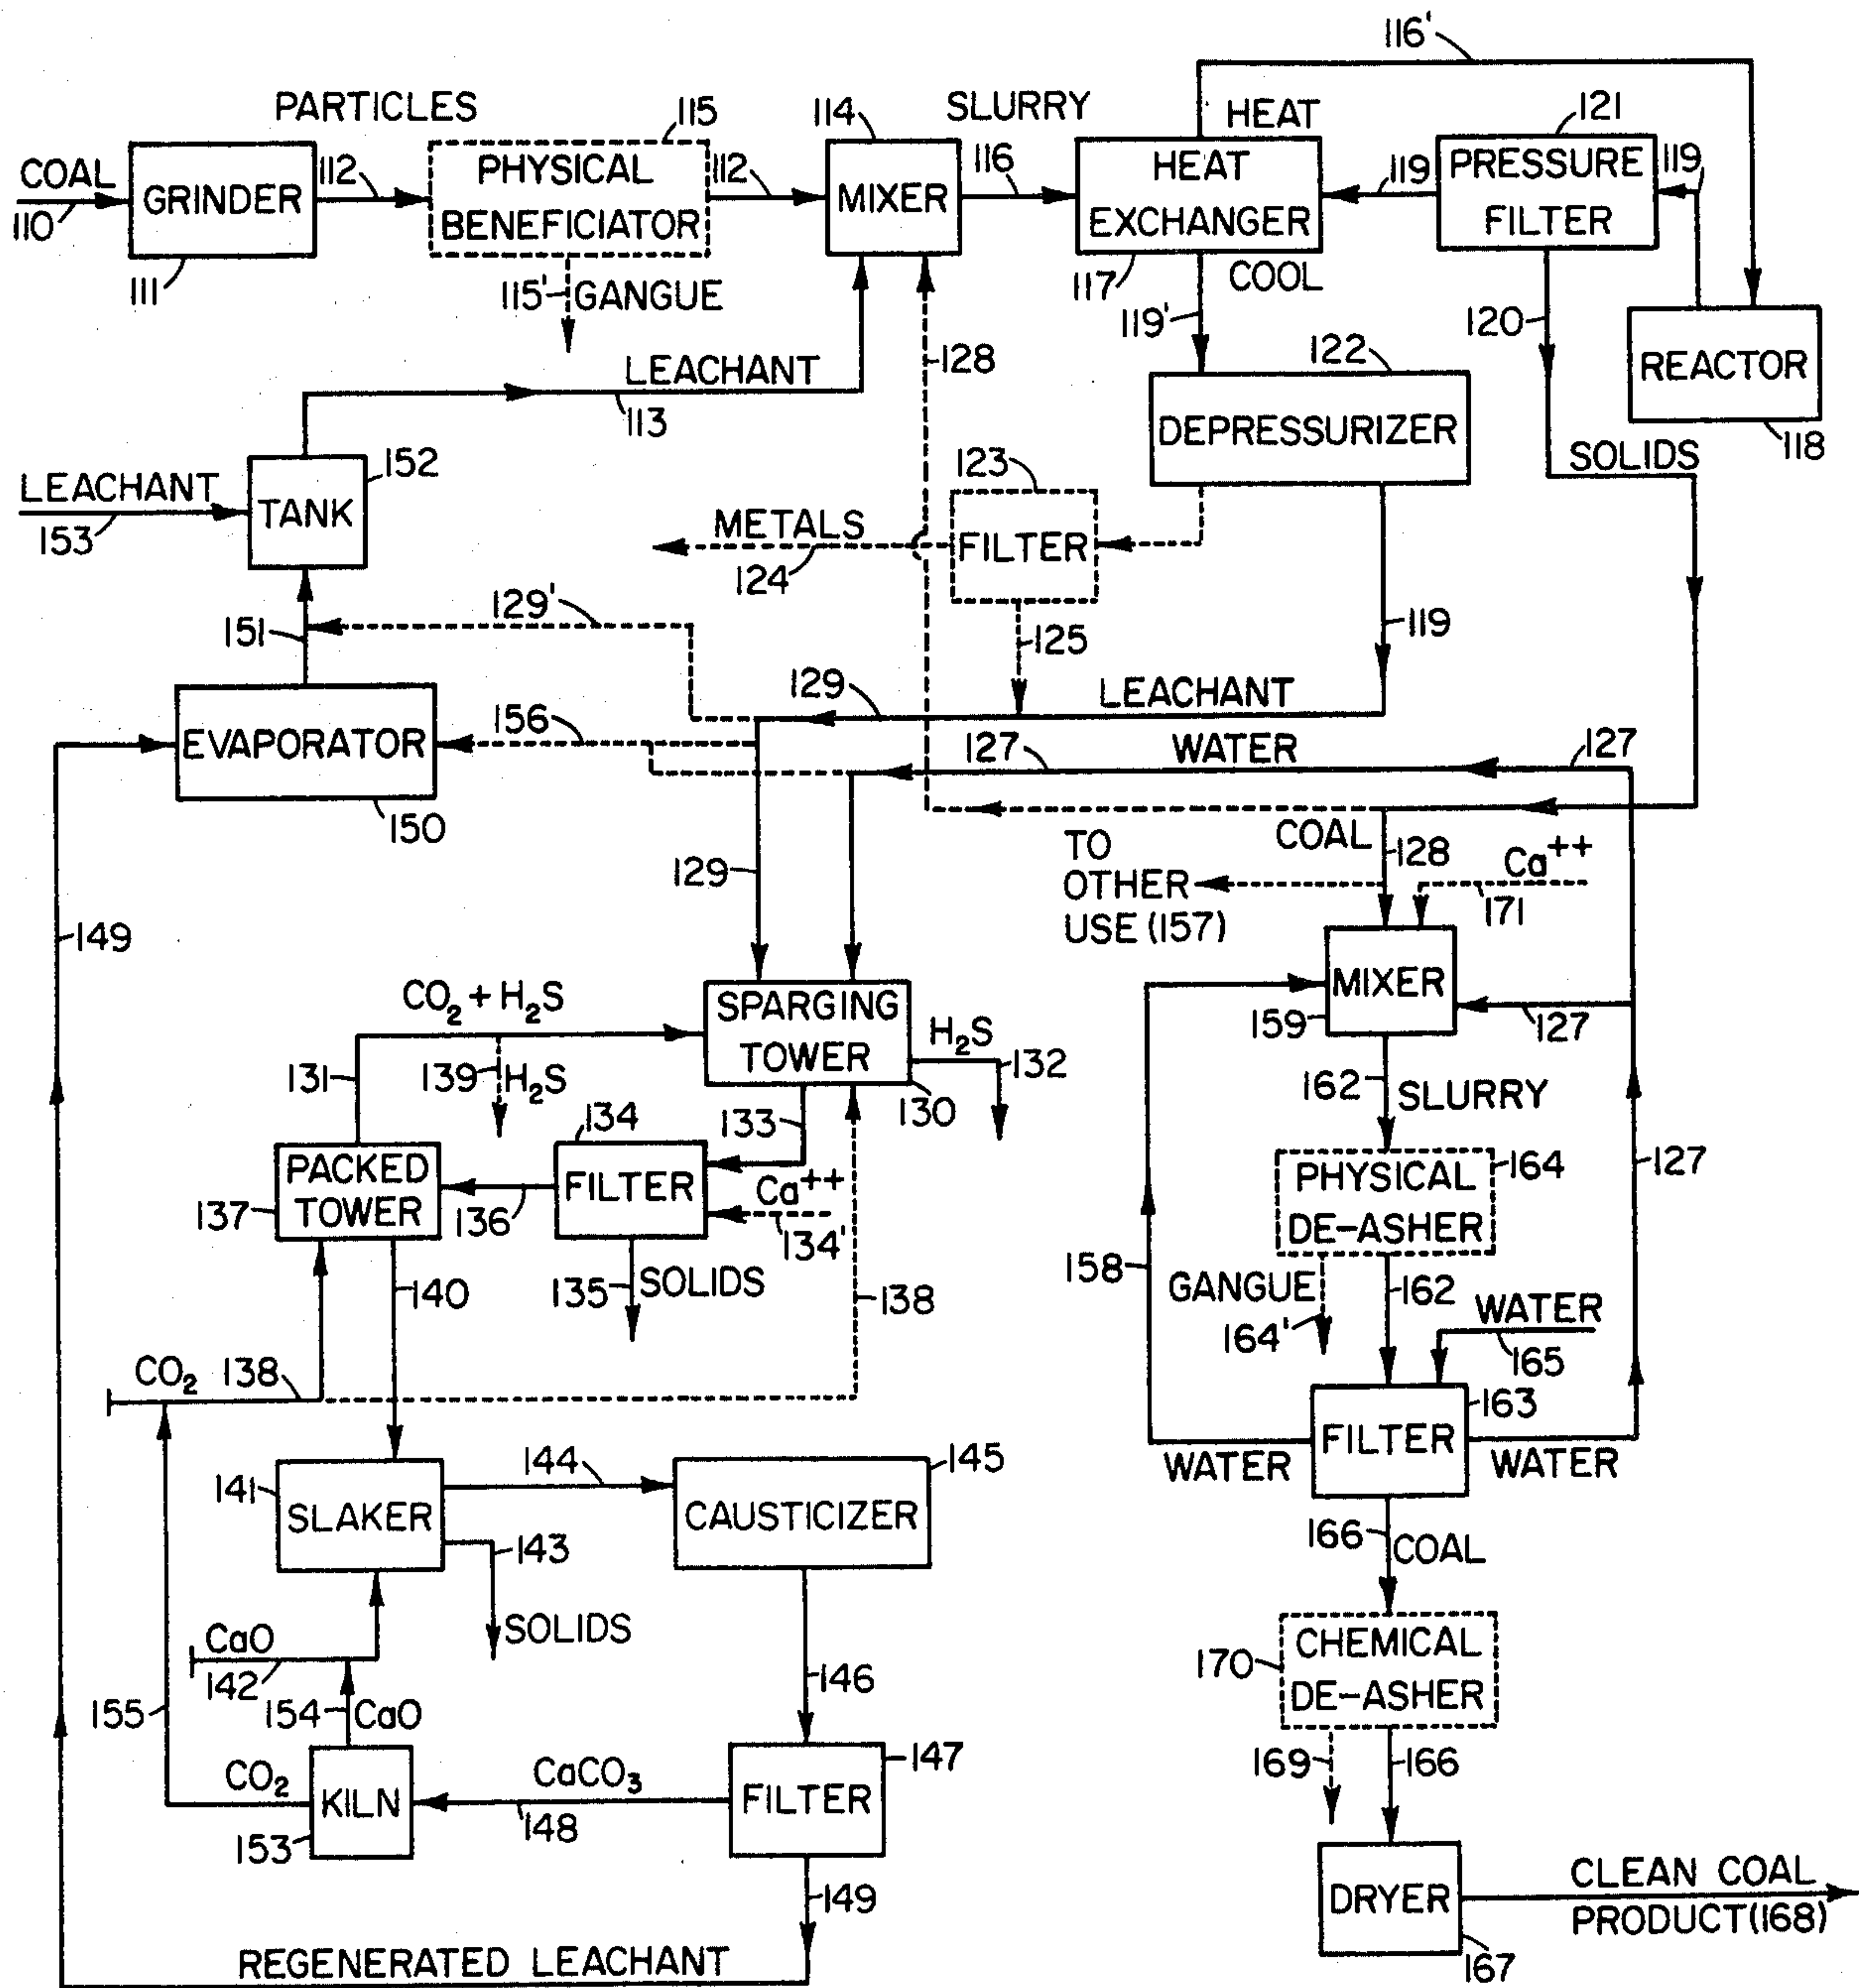 116'
PARTICLES
115
114
SLURRY
HEAT
121
COAL
110
GRINDER
111
112
PHYSICAL
BENEFICIATOR
112
MIXER
116
HEAT
EXCHANGER
117
119
PRESSURE
FILTER
119
115'
GANGUE
COOL
119'
120
REACTOR
118
128
122
LEACHANT
113
DEPRESSURIZER
SOLIDS
LEACHANT
153
TANK
152
123
METALS
124
FILTER
129'
151
125
119
129
LEACHANT
156
EVAPORATOR
150
127
WATER
127
COAL
128
Ca++
171
TO
OTHER
USE (157)
129
149
MIXER
159
127
CO2 + H2S
SPARGING
TOWER
H2S
132
131
139
H2S
130
162
SLURRY
133
134
PACKED
TOWER
137
136
FILTER
Ca++
134'
PHYSICAL
DE-ASHER
164
127
158
140
135
SOLIDS
138
GANGUE
164'
162
WATER
165
CO2
138
FILTER
163
WATER
WATER
141
SLAKER
144
CAUSTICIZER
145
143
166
COAL
SOLIDS
CaO
142
170
CHEMICAL
DE-ASHER
155
154
CaO
146
169
166
CO2
KILN
153
CaCO3
148
FILTER
147
149
DRYER
167
CLEAN COAL
PRODUCT (168)
REGENERATED LEACHANT